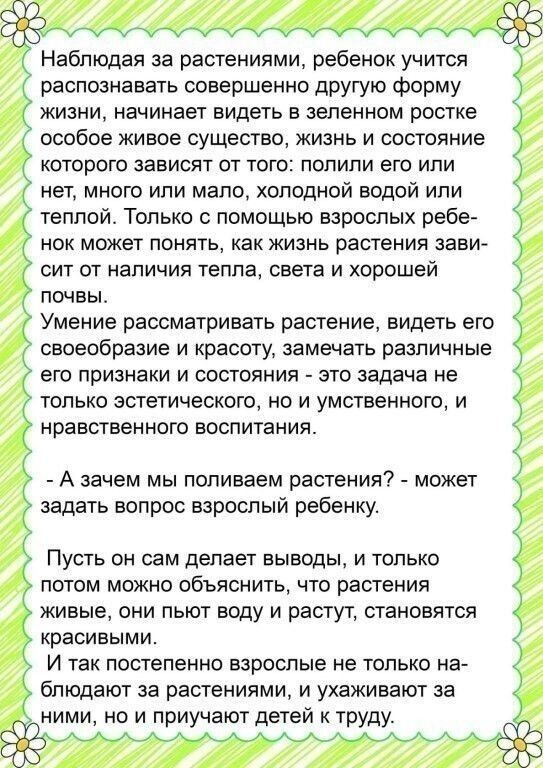 Наблюдая за растениями, ребенок учится
распознавать совершенно другую форму
жизни, начинает видеть в зеленном ростке
особое живое существо, жизнь и состояние
которого зависят от того: полили его или
нет, много или мало, холодной водой или
теплой. Только с помощью взрослых ребе-
нок может понять, как жизнь растения зави-
сит от наличия тепла, света и хорошей
почвы.
Умение рассматривать растение, видеть его
своеобразие и красоту, замечать различные
его признаки и состояния - это задача не
только эстетического, но и умственного, и
нравственного воспитания.
- А зачем мы поливаем растения? - может
задать вопрос взрослый ребенку.
Пусть он сам делает выводы, и только
потом можно объяснить, что растения
живые, они пьют воду и растут, становятся
красивыми.
И так постепенно взрослые не только на-
блюдают за растениями, и ухаживают за
ними, но и приучают детей к труду.